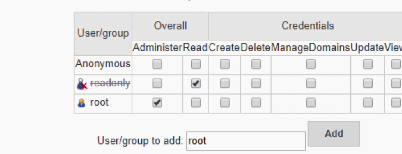 User/group Overall Credentials
Administer Read Create Delete ManageDomains Update View
Anonymous
readonly
root
User/group to add: root Add